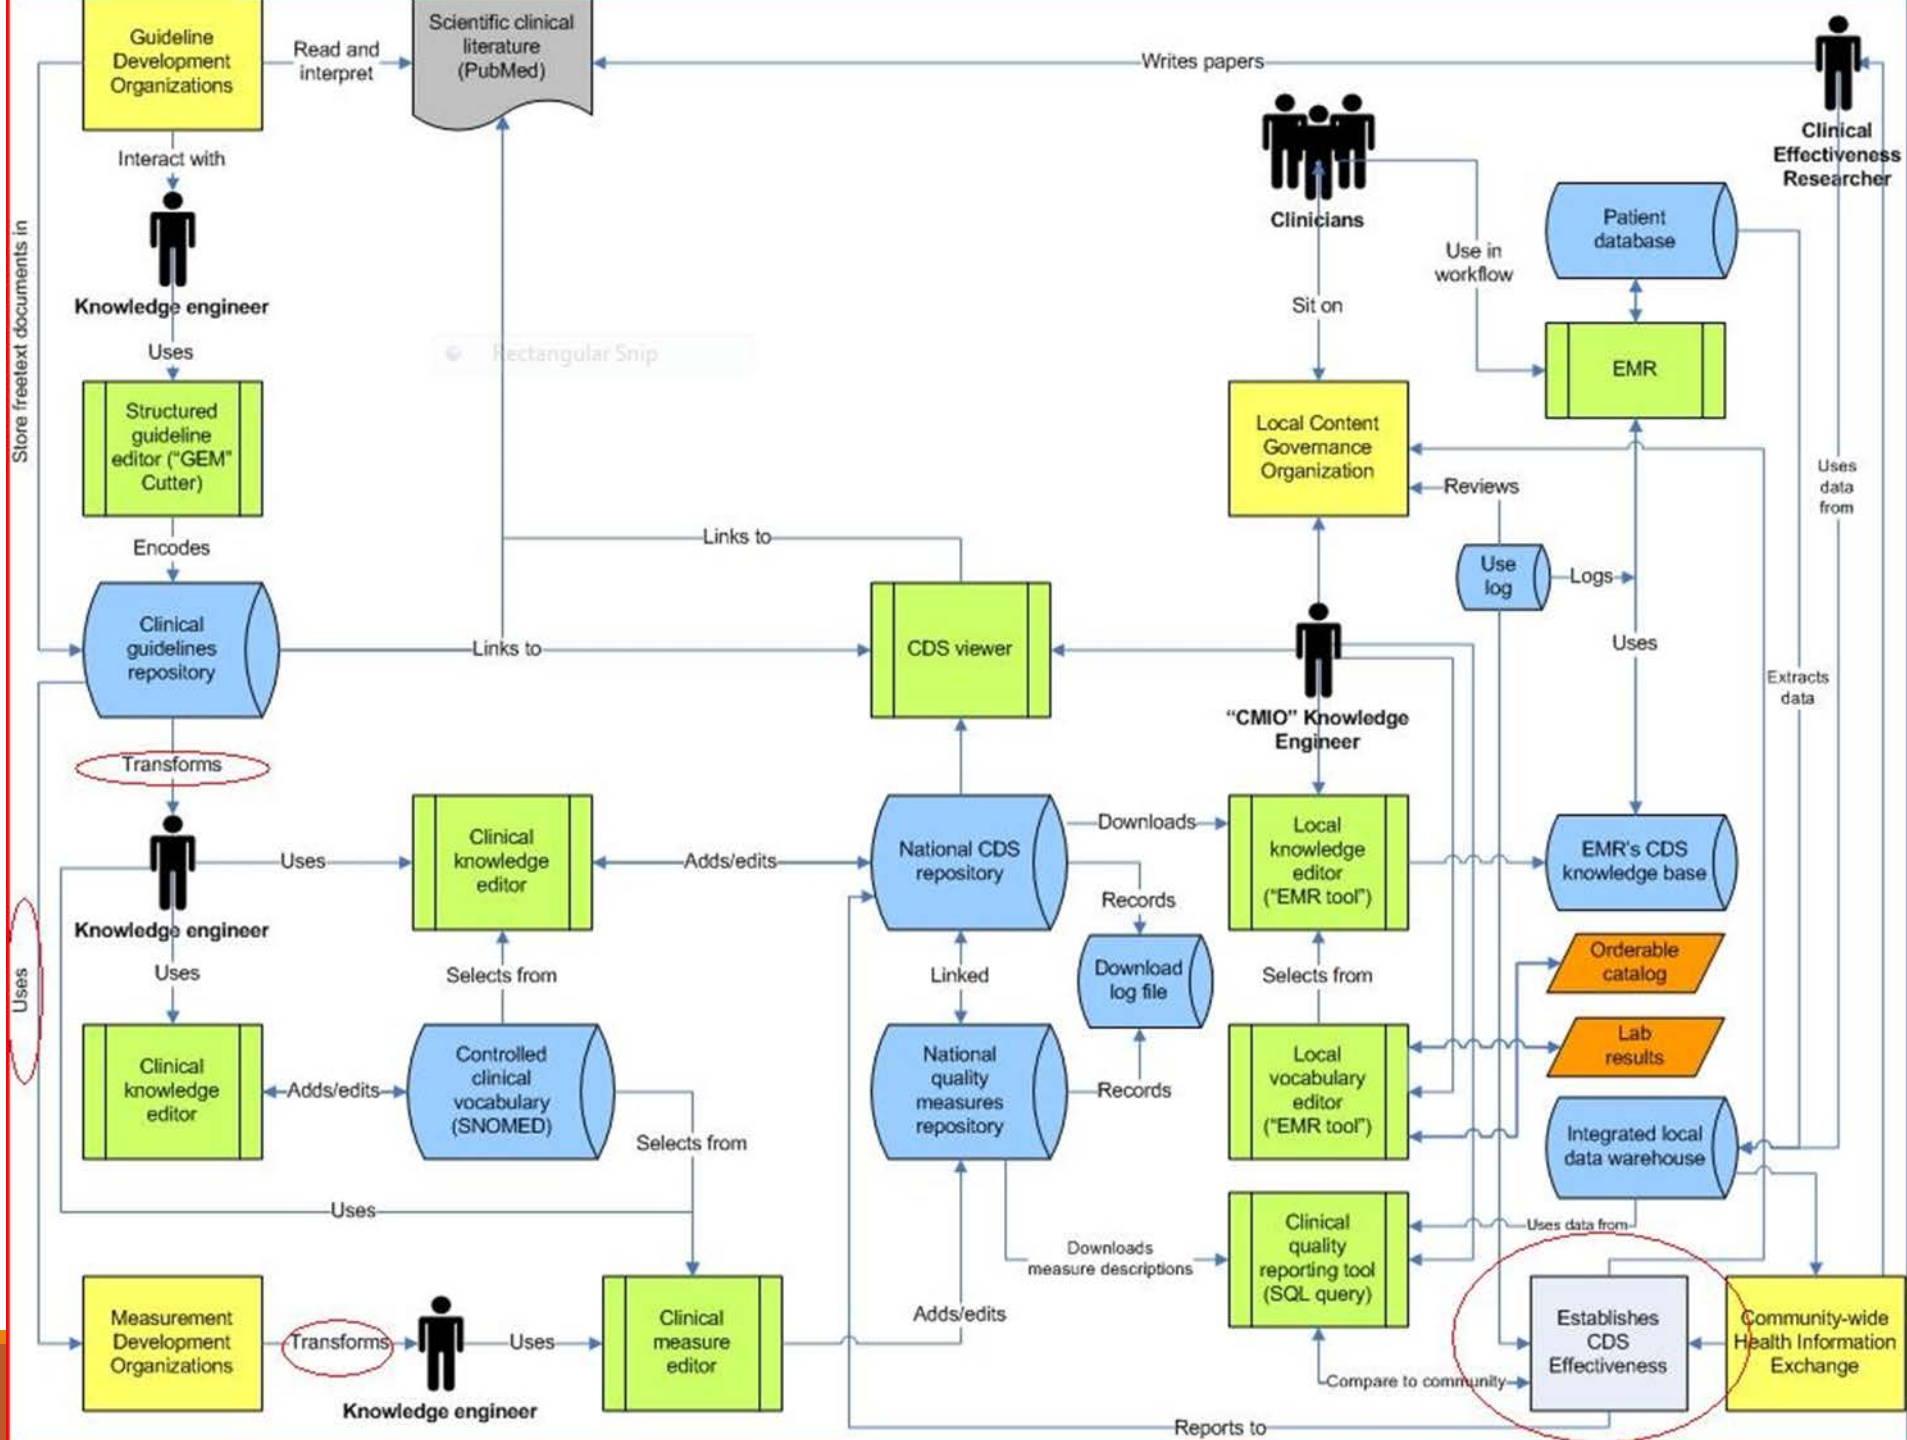 Guideline
Development
Organizations
Read and
interpret
Scientific clinical
literature
(PubMed)
Writes papers
Clinical
Effectiveness
Researcher
Interact with
Knowledge engineer
Uses
Structured
guideline
editor ("GEM"
Cutter)
Encodes
Store freetext documents in
Clinical
guidelines
repository
Links to
Links to
Rectangular Snip
CDS viewer
Clinicians
Sit on
Use in
workflow
Patient
database
EMR
Local Content
Governance
Organization
Reviews
Use
log
Logs
Uses
Uses
data
from
Extracts
data
"CMIO" Knowledge
Engineer
Transforms
Knowledge engineer
Uses
Clinical
knowledge
editor
Adds/edits
National CDS
repository
Downloads
Local
knowledge
editor
("EMR tool")
EMR's CDS
knowledge base
Records
Download
log file
Records
Uses
Uses
Selects from
Linked
Selects from
Orderable
catalog
Lab
results
Clinical
knowledge
editor
Adds/edits
Controlled
clinical
vocabulary
(SNOMED)
Selects from
National
quality
measures
repository
Local
vocabulary
editor
("EMR tool")
Integrated local
data warehouse
Uses
Downloads
measure descriptions
Clinical
quality
reporting tool
(SQL query)
Uses data from
Measurement
Development
Organizations
Transforms
Knowledge engineer
Uses
Clinical
measure
editor
Adds/edits
Compare to community
Establishes
CDS
Effectiveness
Community-wide
Health Information
Exchange
Reports to